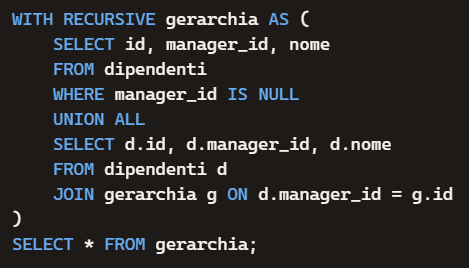 WITH RECURSIVE gerarchia AS (
    SELECT id, manager_id, nome
    FROM dipendenti
    WHERE manager_id IS NULL
    UNION ALL
    SELECT d.id, d.manager_id, d.nome
    FROM dipendenti d
    JOIN gerarchia g ON d.manager_id = g.id
)
SELECT * FROM gerarchia;